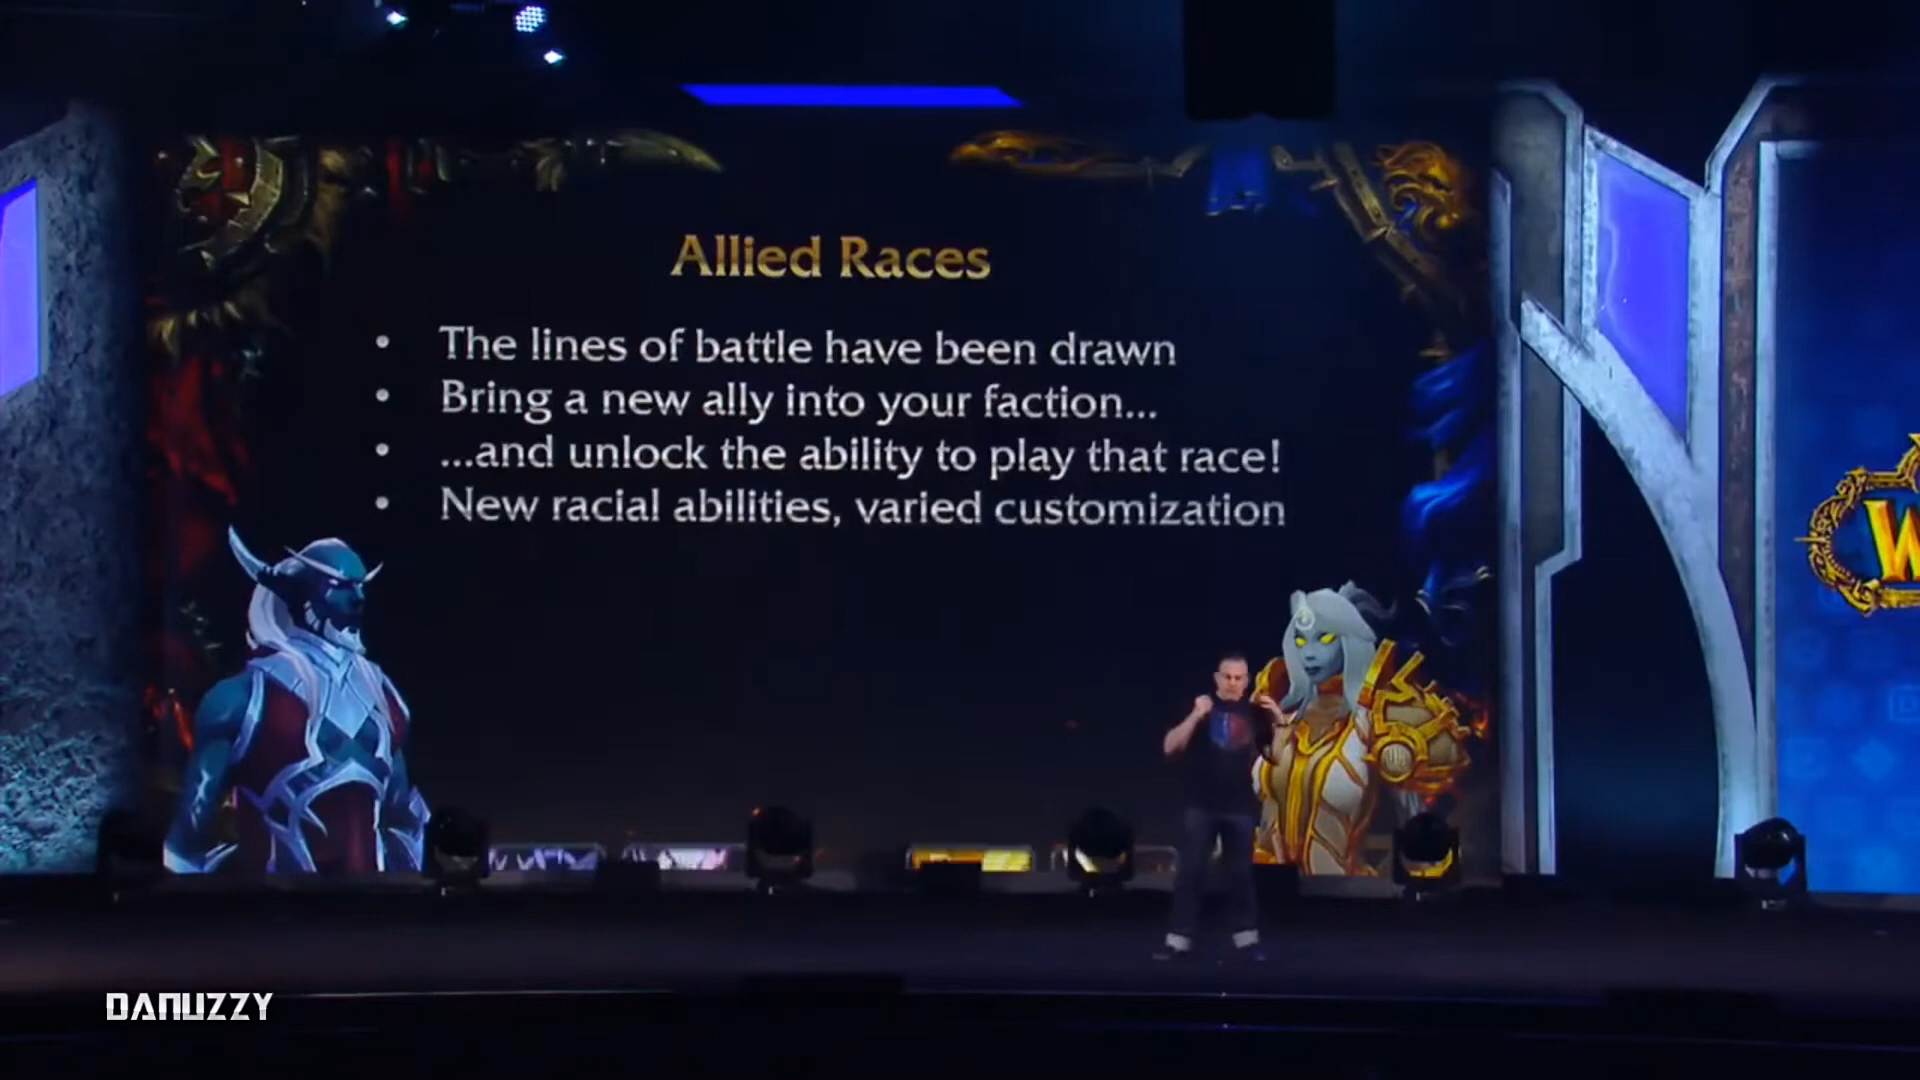 Allied Races
• The lines of battle have been drawn
• Bring a new ally into your faction...
• ...and unlock the ability to play that race!
• New racial abilities, varied customization
W
DANUZZY